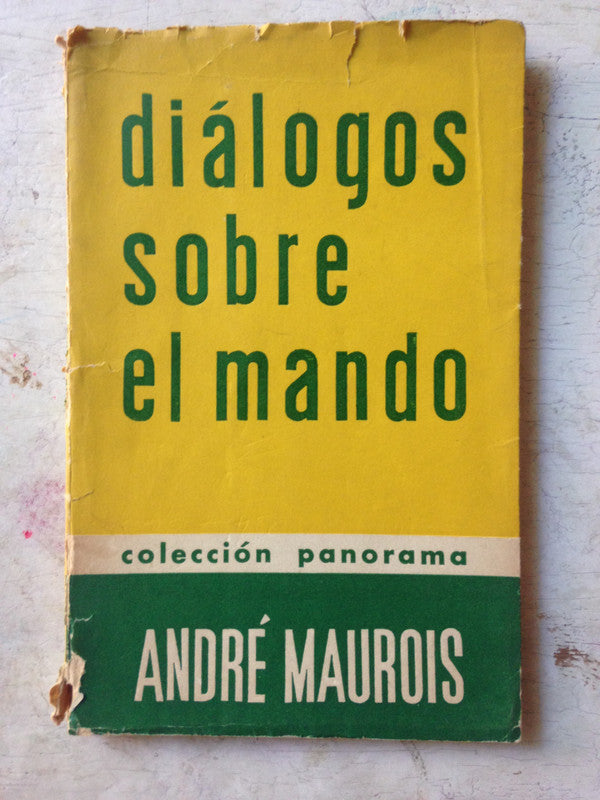 diálogos
sobre
el mando
colección panorama
ANDRÉ MAUROIS